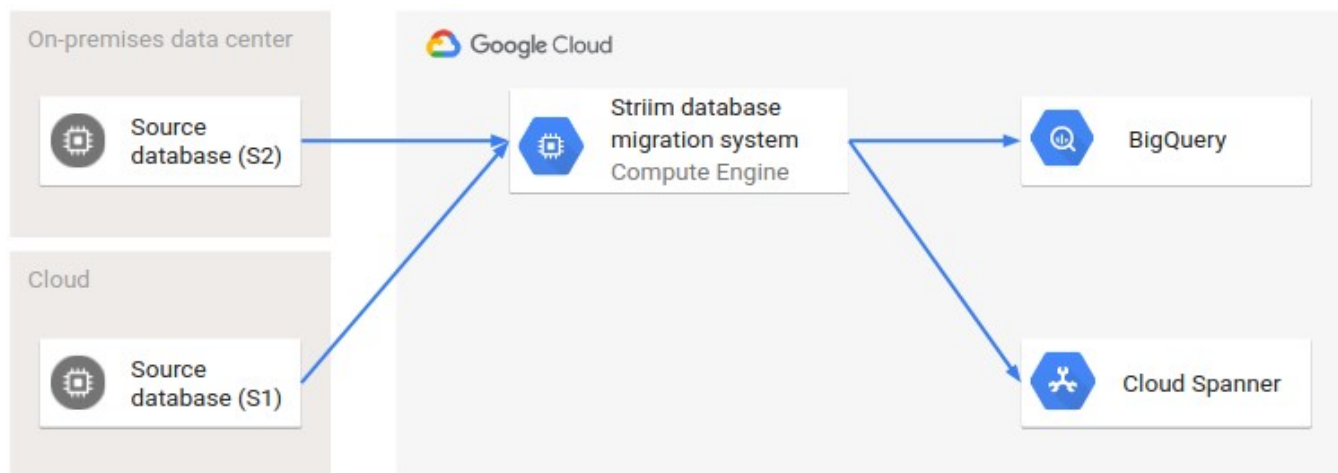 On-premises data center
Source
database (S2)
Cloud
Source
database (S1)
Google Cloud
Striim database
migration system
Compute Engine
BigQuery
Cloud Spanner